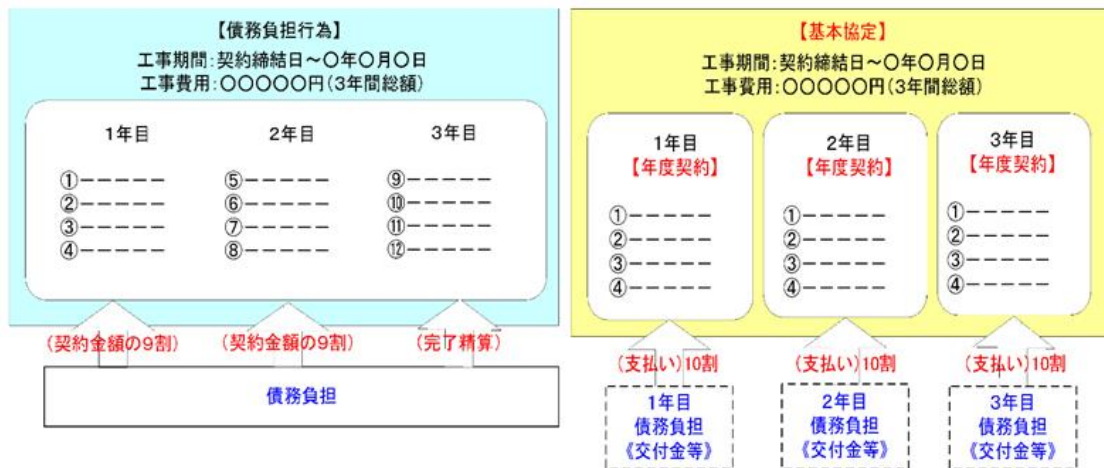 【債務負担行為】
工事期間:契約締結日～〇年〇月〇日
工事費用:〇〇〇〇〇円(3年間総額)
1年目
2年目
3年目
①－－－－－
⑤－－－－－
⑨－－－－－
②－－－－－
⑥－－－－－
⑩－－－－－
③－－－－－
⑦－－－－－
⑪－－－－－
④－－－－－
⑧－－－－－
⑫－－－－－
(契約金額の9割)
(契約金額の9割)
(完了精算)
債務負担
【基本協定】
工事期間:契約締結日～〇年〇月〇日
工事費用:〇〇〇〇〇円(3年間総額)
1年目
【年度契約】
①－－－－－
②－－－－－
③－－－－－
④－－－－－
2年目
【年度契約】
①－－－－－
②－－－－－
③－－－－－
④－－－－－
3年目
【年度契約】
①－－－－－
②－－－－－
③－－－－－
④－－－－－
(支払い)10割
(支払い)10割
(支払い)10割
1年目
債務負担
《交付金等》
2年目
債務負担
《交付金等》
3年目
債務負担
《交付金等》